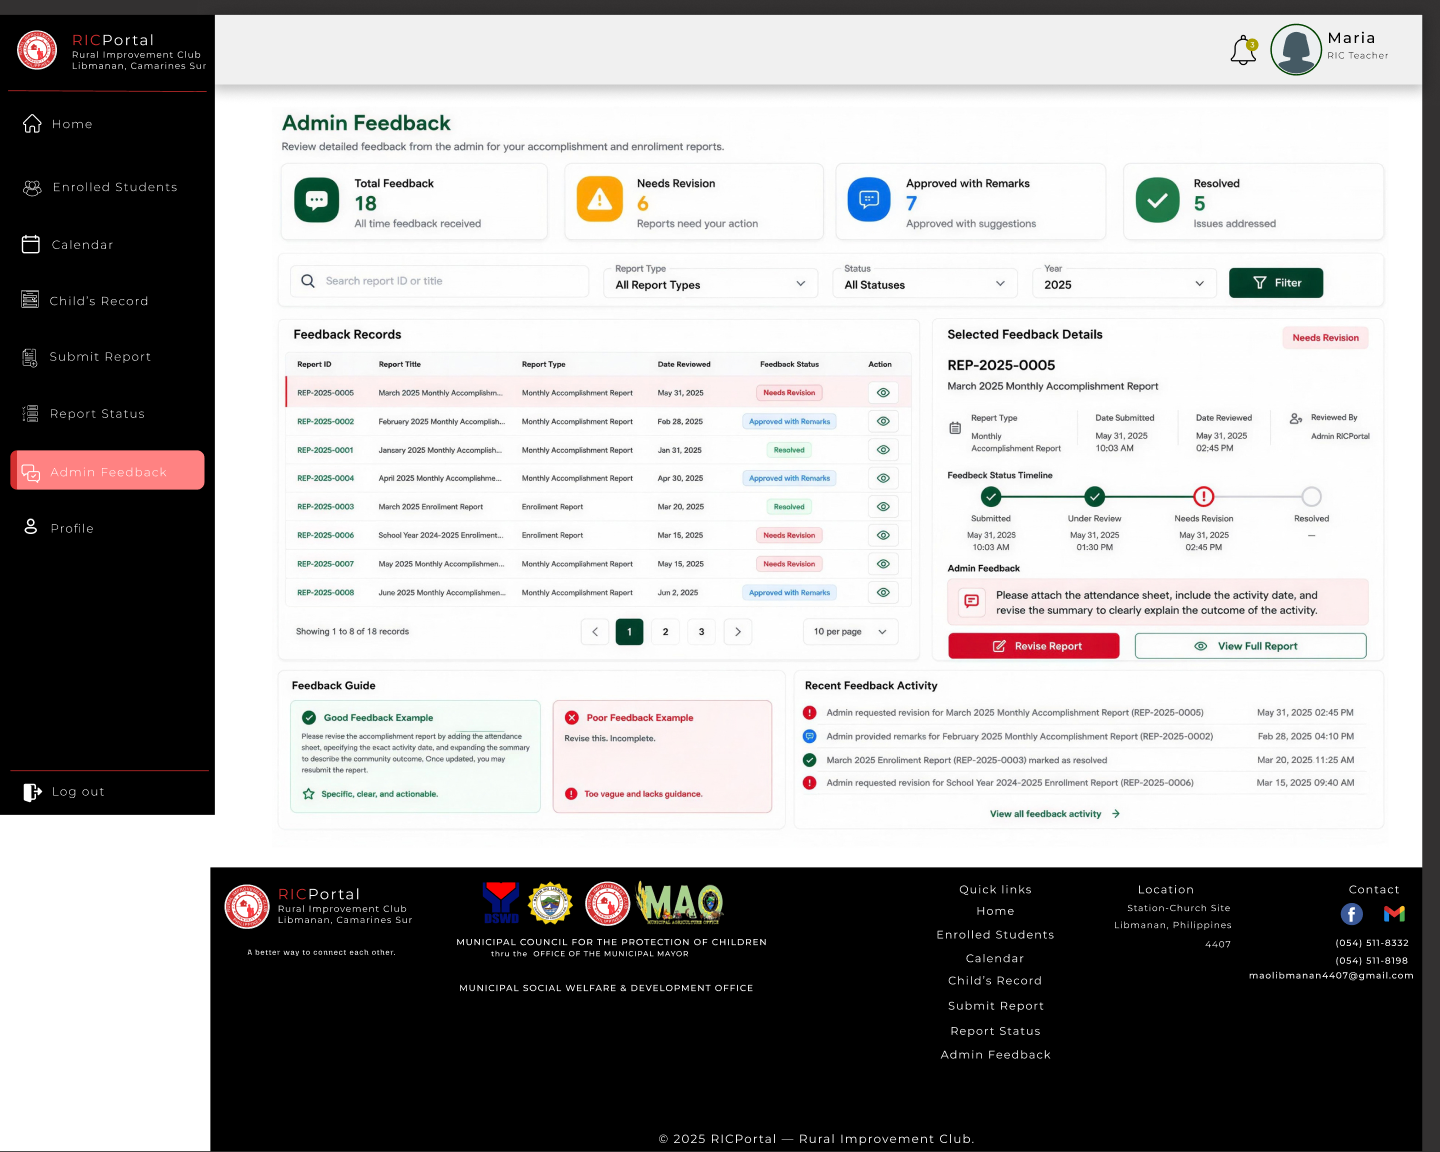 RICPortal
Rural Improvement Club
Libmanan, Camarines Sur
Home
Enrolled Students
Calendar
Child's Record
Submit Report
Report Status
Admin Feedback
Profile
Log out
3
Maria
RIC Teacher
Admin Feedback
Review detailed feedback from the admin for your accomplishment and enrollment reports.
Total Feedback
18
All time feedback received
Needs Revision
6
Reports need your action
Approved with Remarks
7
Approved with suggestions
Resolved
5
Issues addressed
Search report ID or title
Report Type
All Report Types
Status
All Statuses
Year
2025
Filter
Feedback Records
Report ID Report Title Report Type Date Reviewed Feedback Status Action
REP-2025-0005 March 2025 Monthly Accomplishm... Monthly Accomplishment Report May 31, 2025 Needs Revision
REP-2025-0002 February 2025 Monthly Accomplish... Monthly Accomplishment Report Feb 28, 2025 Approved with Remarks
REP-2025-0001 Jansary 2025 Monthly Accomplish... Monthly Accomplishment Report Jan 31, 2025 Resolved
REP-2025-0004 April 2025 Monthly Accomplishme... Monthly Accomplishment Report Apr 30, 2025 Approved with Remarks
REP-2025-0003 March 2025 Enrollment Report Enrollment Report Mar 20, 2025 Resolved
REP-2025-0006 School Year 2024-2025 Enrollment... Enrollment Report Mar 15, 2025 Needs Revision
REP-2025-0007 May 2025 Monthly Accomplishmen... Monthly Accomplishment Report May 15, 2025 Needs Revision
REP-2025-0008 June 2025 Monthly Accomplishmen... Monthly Accomplishment Report Jun 2, 2025 Approved with Remarks
Showing 1 to 8 of 18 records
1 2 3
10 per page
Selected Feedback Details
Needs Revision
REP-2025-0005
March 2025 Monthly Accomplishment Report
Report Type
Monthly
Accomplishment Report
Date Submitted
May 31, 2025
10:03 AM
Date Reviewed
May 31, 2025
02:45 PM
Reviewed By
Admin RICPortal
Feedback Status Timeline
Submitted
May 31, 2025
10:03 AM
Under Review
May 31, 2025
01:30 PM
Needs Revision
May 31, 2025
02:45 PM
Resolved
—
Admin Feedback
Please attach the attendance sheet, include the activity date, and
revise the summary to clearly explain the outcome of the activity.
Revise Report
View Full Report
Feedback Guide
Good Feedback Example
Please revise the accomplishment report by adding the attendance
sheet, specifying the exact activity date, and expanding the summary
to describe the community outcome. Once updated, you may
resubmit the report.
Specific, clear, and actionable.
Poor Feedback Example
Revise this. Incomplete.
Too vague and lacks guidance.
Recent Feedback Activity
Admin requested revision for March 2025 Monthly Accomplishment Report (REP-2025-0005) May 31, 2025 02:45 PM
Admin provided remarks for February 2025 Monthly Accomplishment Report (REP-2025-0002) Feb 28, 2025 04:10 PM
March 2025 Enrollment Report (REP-2025-0003) marked as resolved Mar 20, 2025 11:25 AM
Admin requested revision for School Year 2024-2025 Enrollment Report (REP-2025-0006) Mar 15, 2025 09:40 AM
View all feedback activity
RICPortal
Rural Improvement Club
Libmanan, Camarines Sur
A better way to connect each other.
DSWD
MAO
MUNICIPAL AGRICULTURE OFFICE
MUNICIPAL COUNCIL FOR THE PROTECTION OF CHILDREN
thru the OFFICE OF THE MUNICIPAL MAYOR
MUNICIPAL SOCIAL WELFARE & DEVELOPMENT OFFICE
Quick links
Home
Enrolled Students
Calendar
Child's Record
Submit Report
Report Status
Admin Feedback
Location
Station-Church Site
Libmanan, Philippines
4407
Contact
(054) 511-8332
(054) 511-8198
maolibmanan4407@gmail.com
© 2025 RICPortal — Rural Improvement Club.